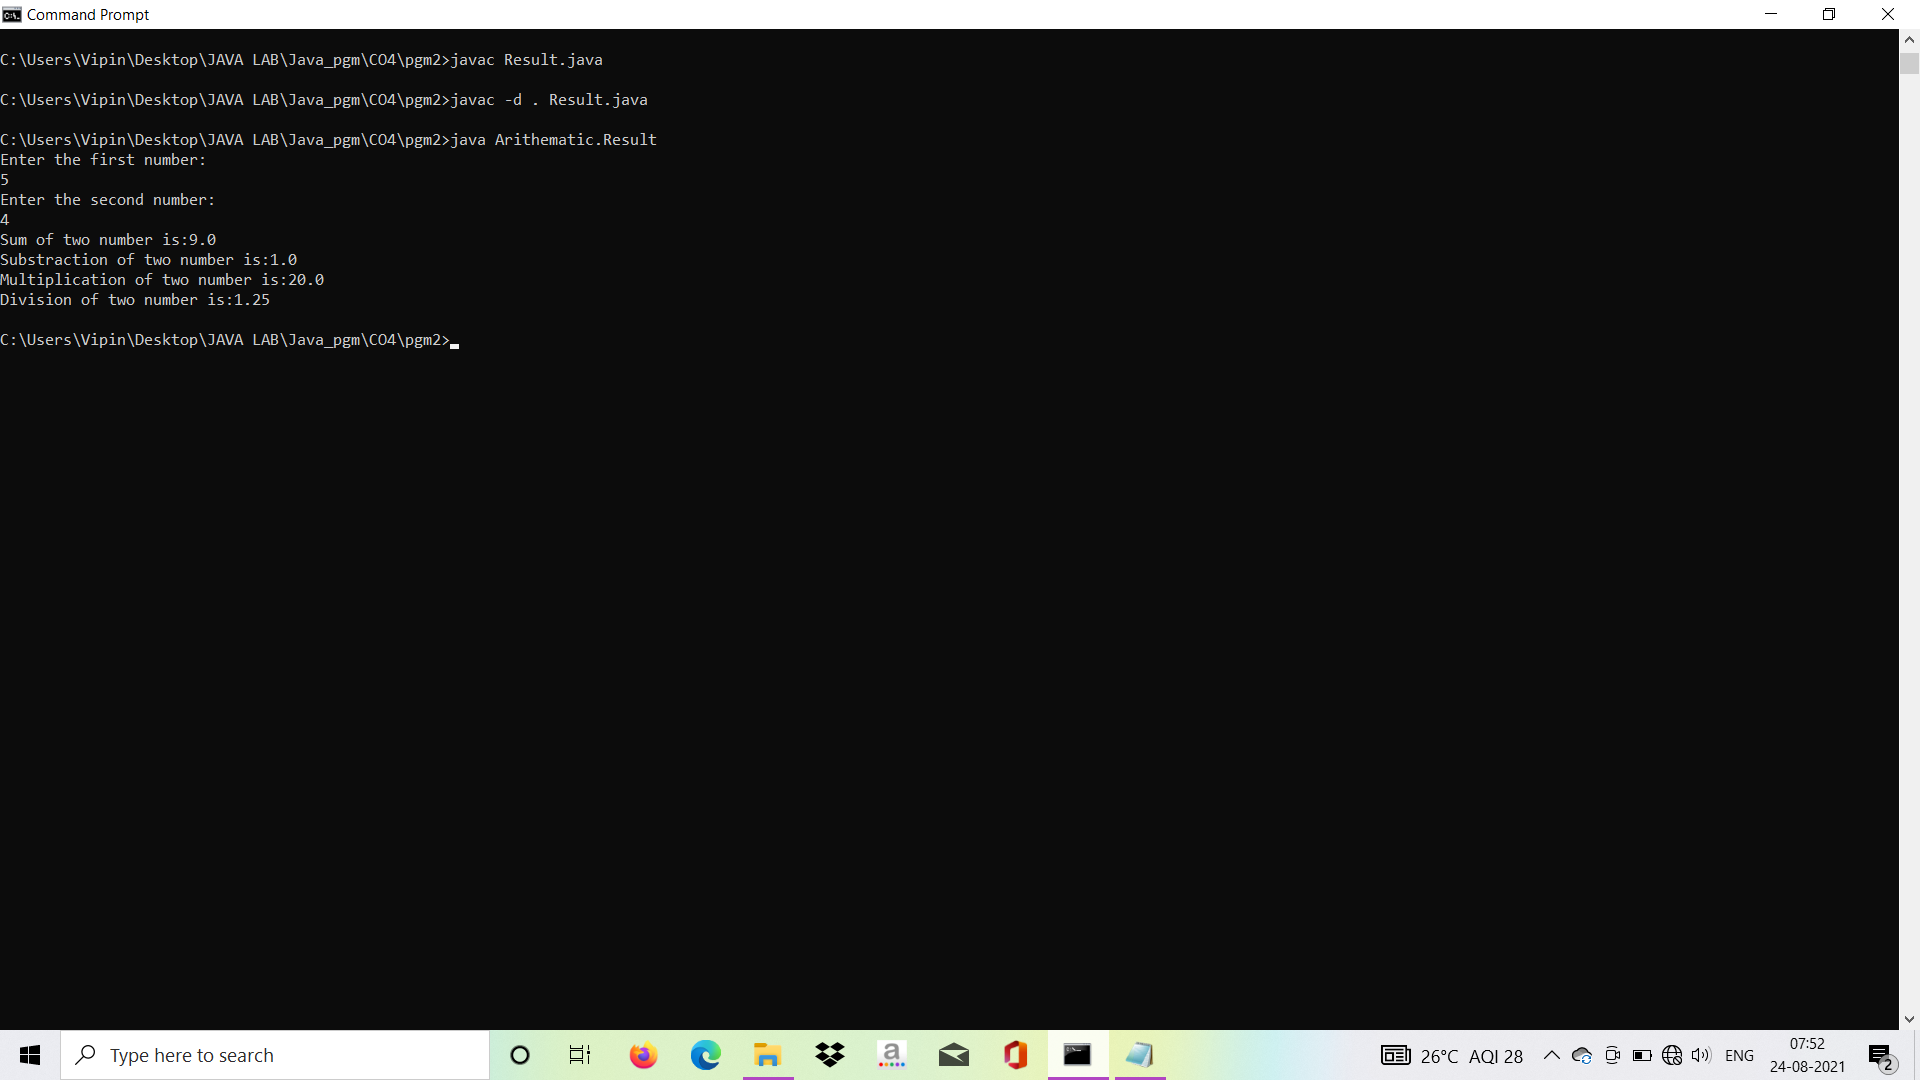 Command Prompt
C:\Users\Vipin\Desktop\JAVA LAB\Java_pgm\CO4\pgm2>javac Result.java
C:\Users\Vipin\Desktop\JAVA LAB\Java_pgm\CO4\pgm2>javac -d . Result.java
C:\Users\Vipin\Desktop\JAVA LAB\Java_pgm\CO4\pgm2>java Arithematic.Result
Enter the first number:
5
Enter the second number:
4
Sum of two number is:9.0
Substraction of two number is:1.0
Multiplication of two number is:20.0
Division of two number is:1.25
C:\Users\Vipin\Desktop\JAVA LAB\Java_pgm\CO4\pgm2>
Type here to search
26°C AQI 28
ENG
07:52
24-08-2021
2